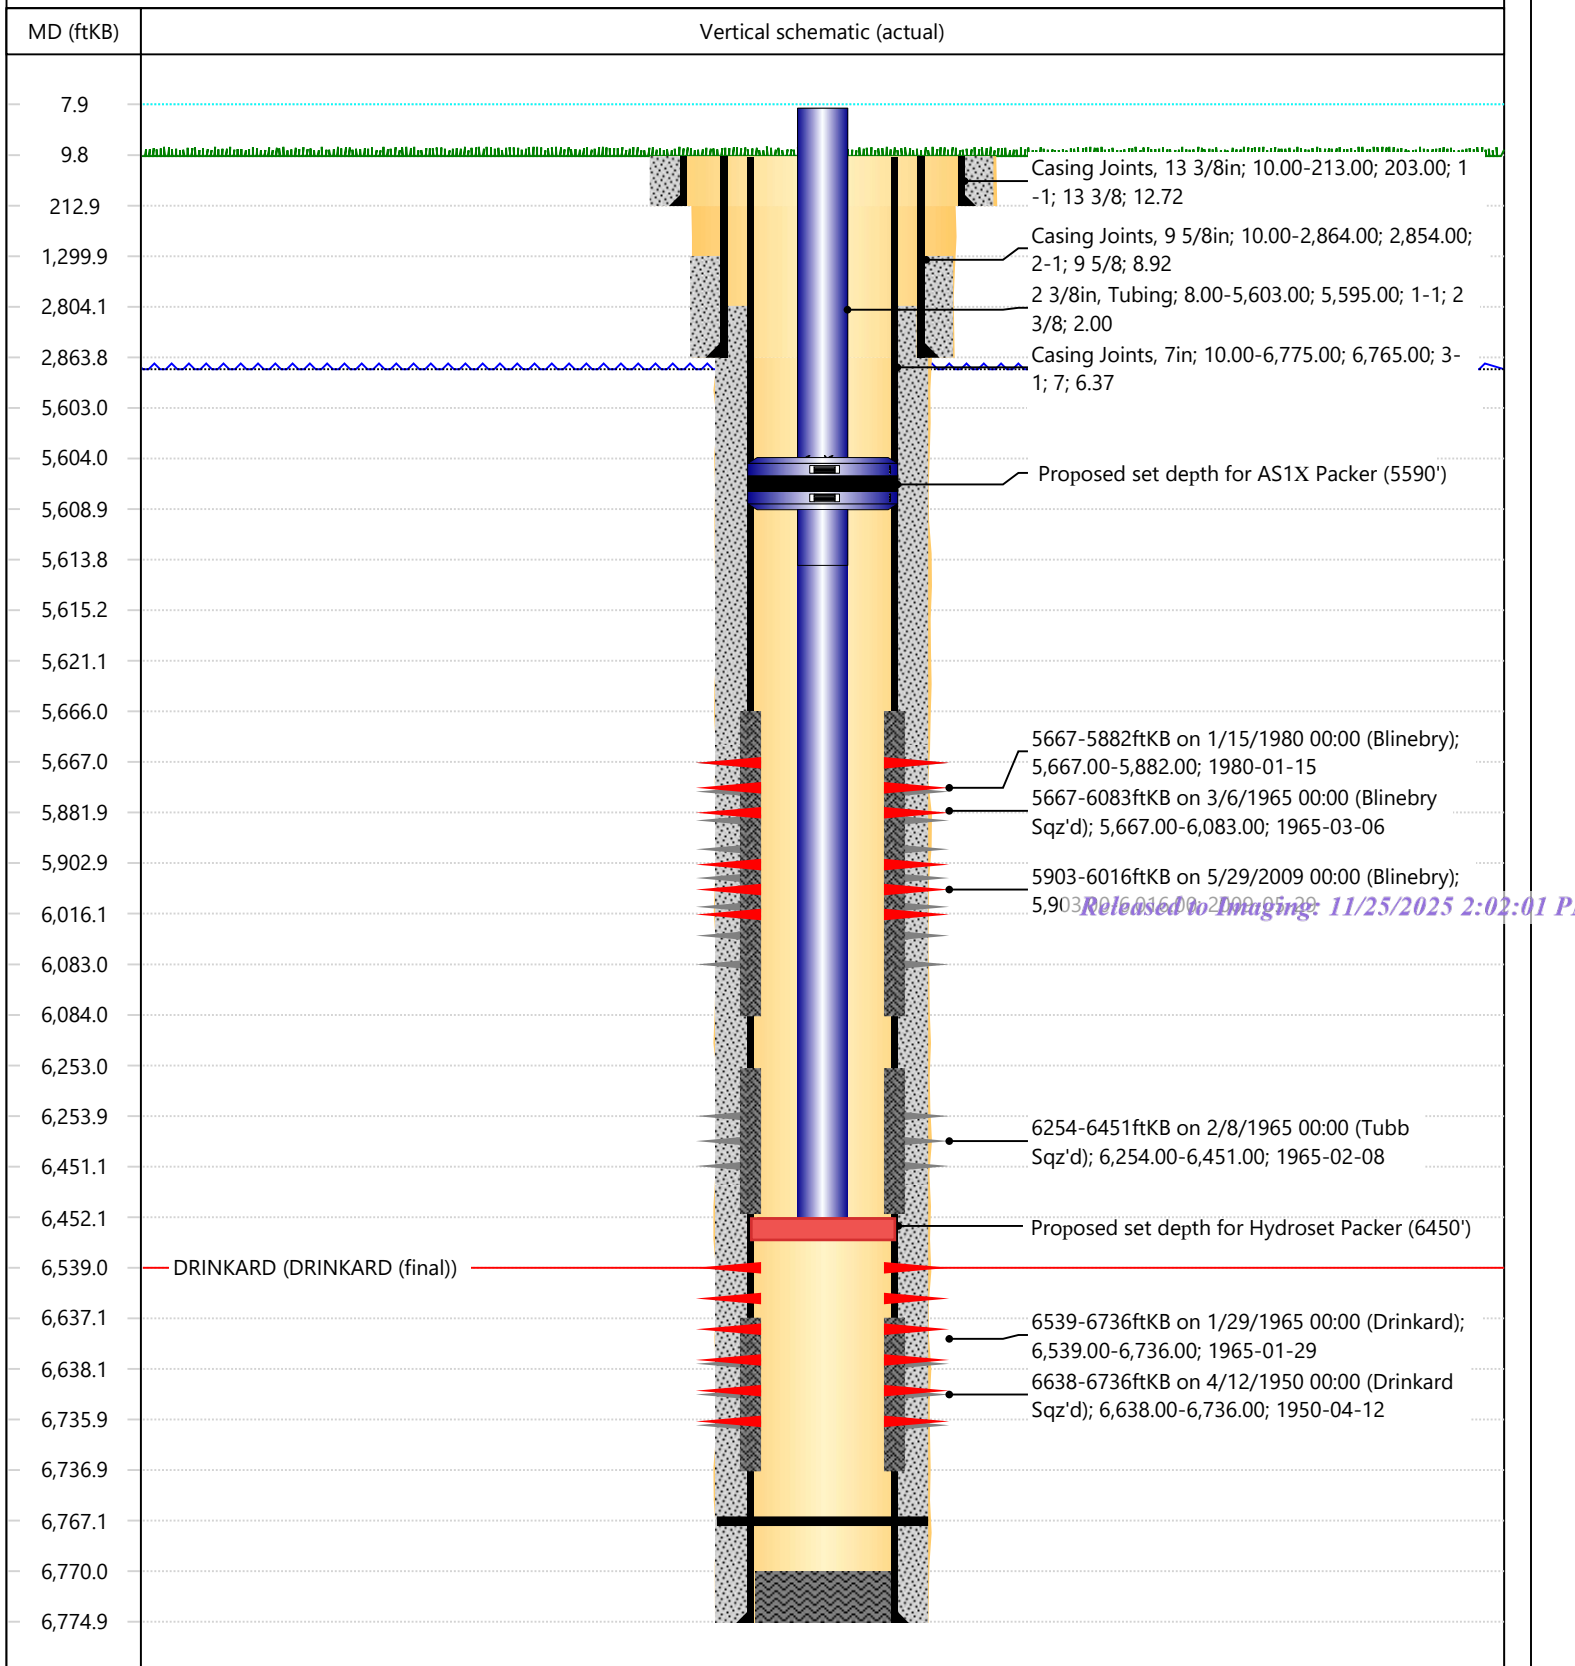 MD (ftKB)
Vertical schematic (actual)
7.9
9.8
Casing Joints, 13 3/8in; 10.00-213.00; 203.00; 1
-1; 13 3/8; 12.72
212.9
Casing Joints, 9 5/8in; 10.00-2,864.00; 2,854.00;
2-1; 9 5/8; 8.92
1,299.9
2 3/8in, Tubing; 8.00-5,603.00; 5,595.00; 1-1; 2
3/8; 2.00
2,804.1
Casing Joints, 7in; 10.00-6,775.00; 6,765.00; 3-
1; 7; 6.37
2,863.8
5,603.0
5,604.0
Proposed set depth for AS1X Packer (5590')
5,608.9
5,613.8
5,615.2
5,621.1
5,666.0
5667-5882ftKB on 1/15/1980 00:00 (Blinebry);
5,667.00-5,882.00; 1980-01-15
5,667.0
5667-6083ftKB on 3/6/1965 00:00 (Blinebry
Sqz'd); 5,667.00-6,083.00; 1965-03-06
5,881.9
5,902.9
5903-6016ftKB on 5/29/2009 00:00 (Blinebry);
5,903.00-6,016.00; 2009-05-29
Released to Imaging: 11/25/2025 2:02:01 P
6,016.1
6,083.0
6,084.0
6,253.0
6,253.9
6254-6451ftKB on 2/8/1965 00:00 (Tubb
Sqz'd); 6,254.00-6,451.00; 1965-02-08
6,451.1
6,452.1
Proposed set depth for Hydroset Packer (6450')
6,539.0
DRINKARD (DRINKARD (final))
6,637.1
6539-6736ftKB on 1/29/1965 00:00 (Drinkard);
6,539.00-6,736.00; 1965-01-29
6,638.1
6638-6736ftKB on 4/12/1950 00:00 (Drinkard
Sqz'd); 6,638.00-6,736.00; 1950-04-12
6,735.9
6,736.9
6,767.1
6,770.0
6,774.9